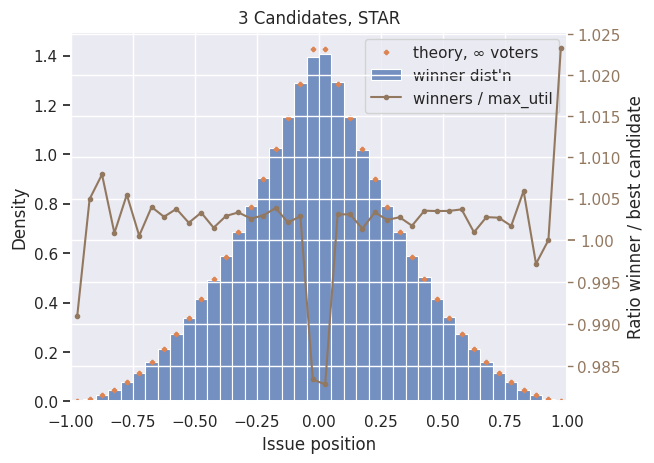 3 Candidates, STAR
theory, ∞ voters
winner dist'n
winners / max_util
Density
1.4
1.2
1.0
0.8
0.6
0.4
0.2
0.0
1.025
1.020
1.015
1.010
1.005
1.00
0.995
0.990
0.985
Ratio winner / best candidate
−1.00 −0.75 −0.50 −0.25 0.00 0.25 0.50 0.75 1.00
Issue position